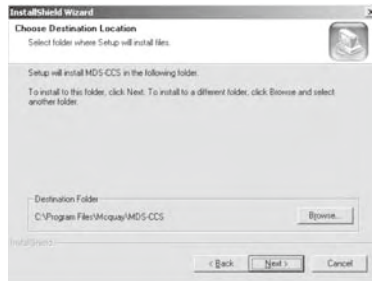 InstallShield Wizard
Choose Destination Location
Select folder where Setup will install files.
Setup will install MDS-CCS in the following folder.
To install to this folder, click Next. To install to a different folder, click Browse and select
another folder.
Destination Folder
C:\Program Files\Mcquay\MDS-CCS
Browse...
InstallShield
< Back
Next >
Cancel